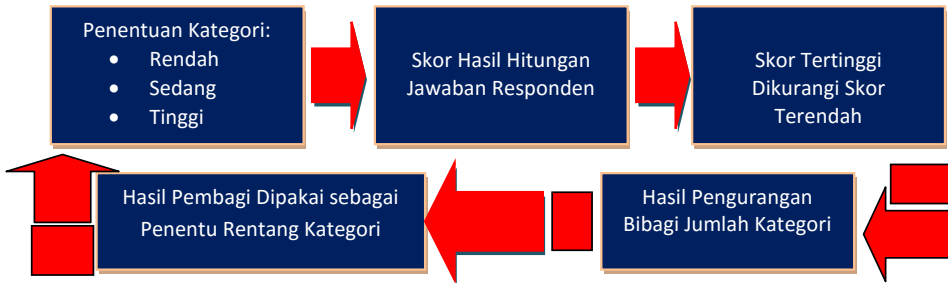 Penentuan Kategori:
• Rendah
• Sedang
• Tinggi
Skor Hasil Hitungan
Jawaban Responden
Skor Tertinggi
Dikurangi Skor
Terendah
Hasil Pengurangan
Bibagi Jumlah Kategori
Hasil Pembagi Dipakai sebagai
Penentu Rentang Kategori